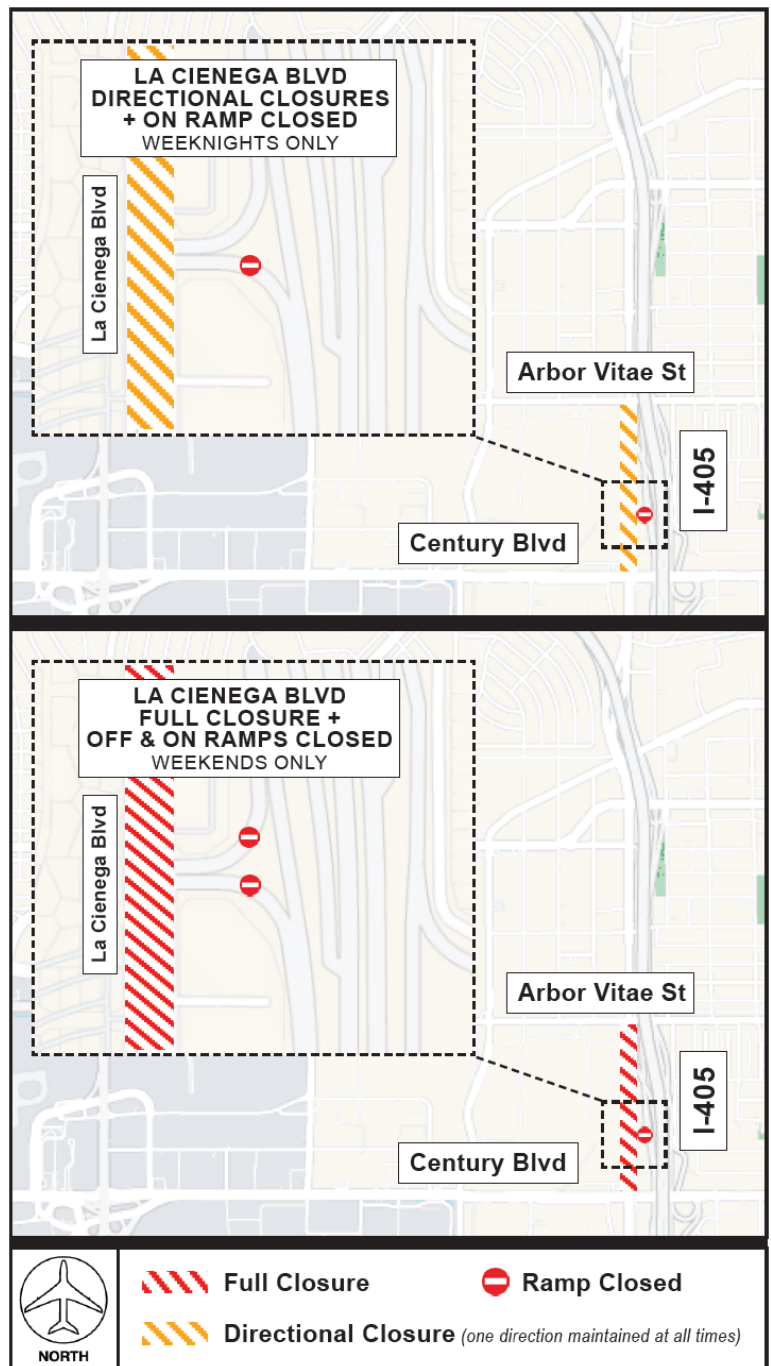 LA CIENEGA BLVD
DIRECTIONAL CLOSURES
+ ON RAMP CLOSED
WEEKNIGHTS ONLY
La Cienega Blvd
Arbor Vitae St
I-405
Century Blvd
LA CIENEGA BLVD
FULL CLOSURE +
OFF & ON RAMPS CLOSED
WEEKENDS ONLY
La Cienega Blvd
Arbor Vitae St
I-405
Century Blvd
NORTH
Full Closure
Ramp Closed
Directional Closure (one direction maintained at all times)